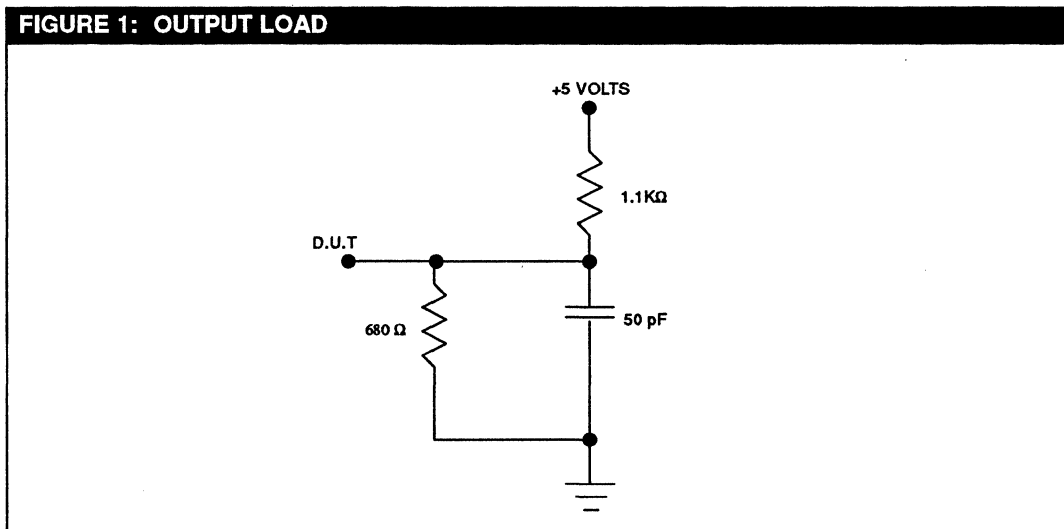 FIGURE 1: OUTPUT LOAD
+5 VOLTS
1.1KΩ
D.U.T
680 Ω
50 pF